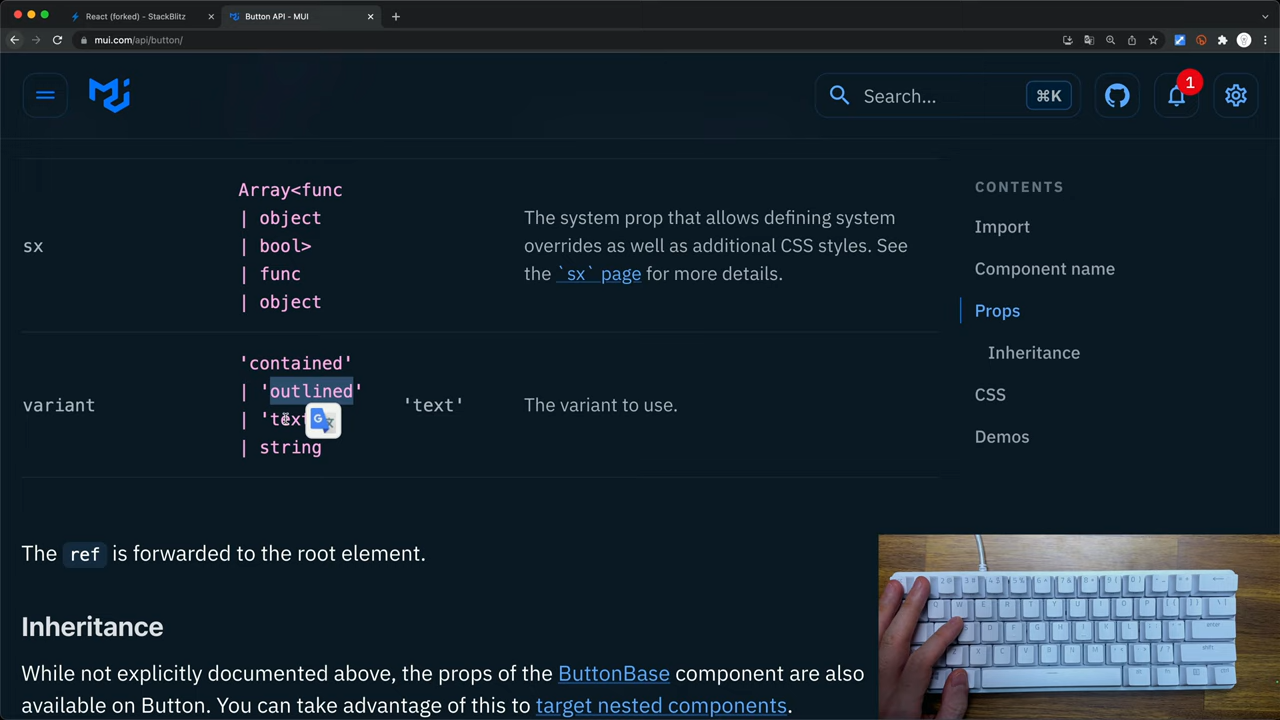 React (forked) - StackBlitz
Button API - MUI
mui.com/api/button/
Search...
⌘K
1
sx
Array<func
| object
| bool>
| func
| object
The system prop that allows defining system
overrides as well as additional CSS styles. See
the `sx` page for more details.
variant
'contained'
| 'outlined'
| 'text
| string
'text'
The variant to use.
The ref is forwarded to the root element.
Inheritance
While not explicitly documented above, the props of the ButtonBase component are also
available on Button. You can take advantage of this to target nested components.
CONTENTS
Import
Component name
Props
Inheritance
CSS
Demos